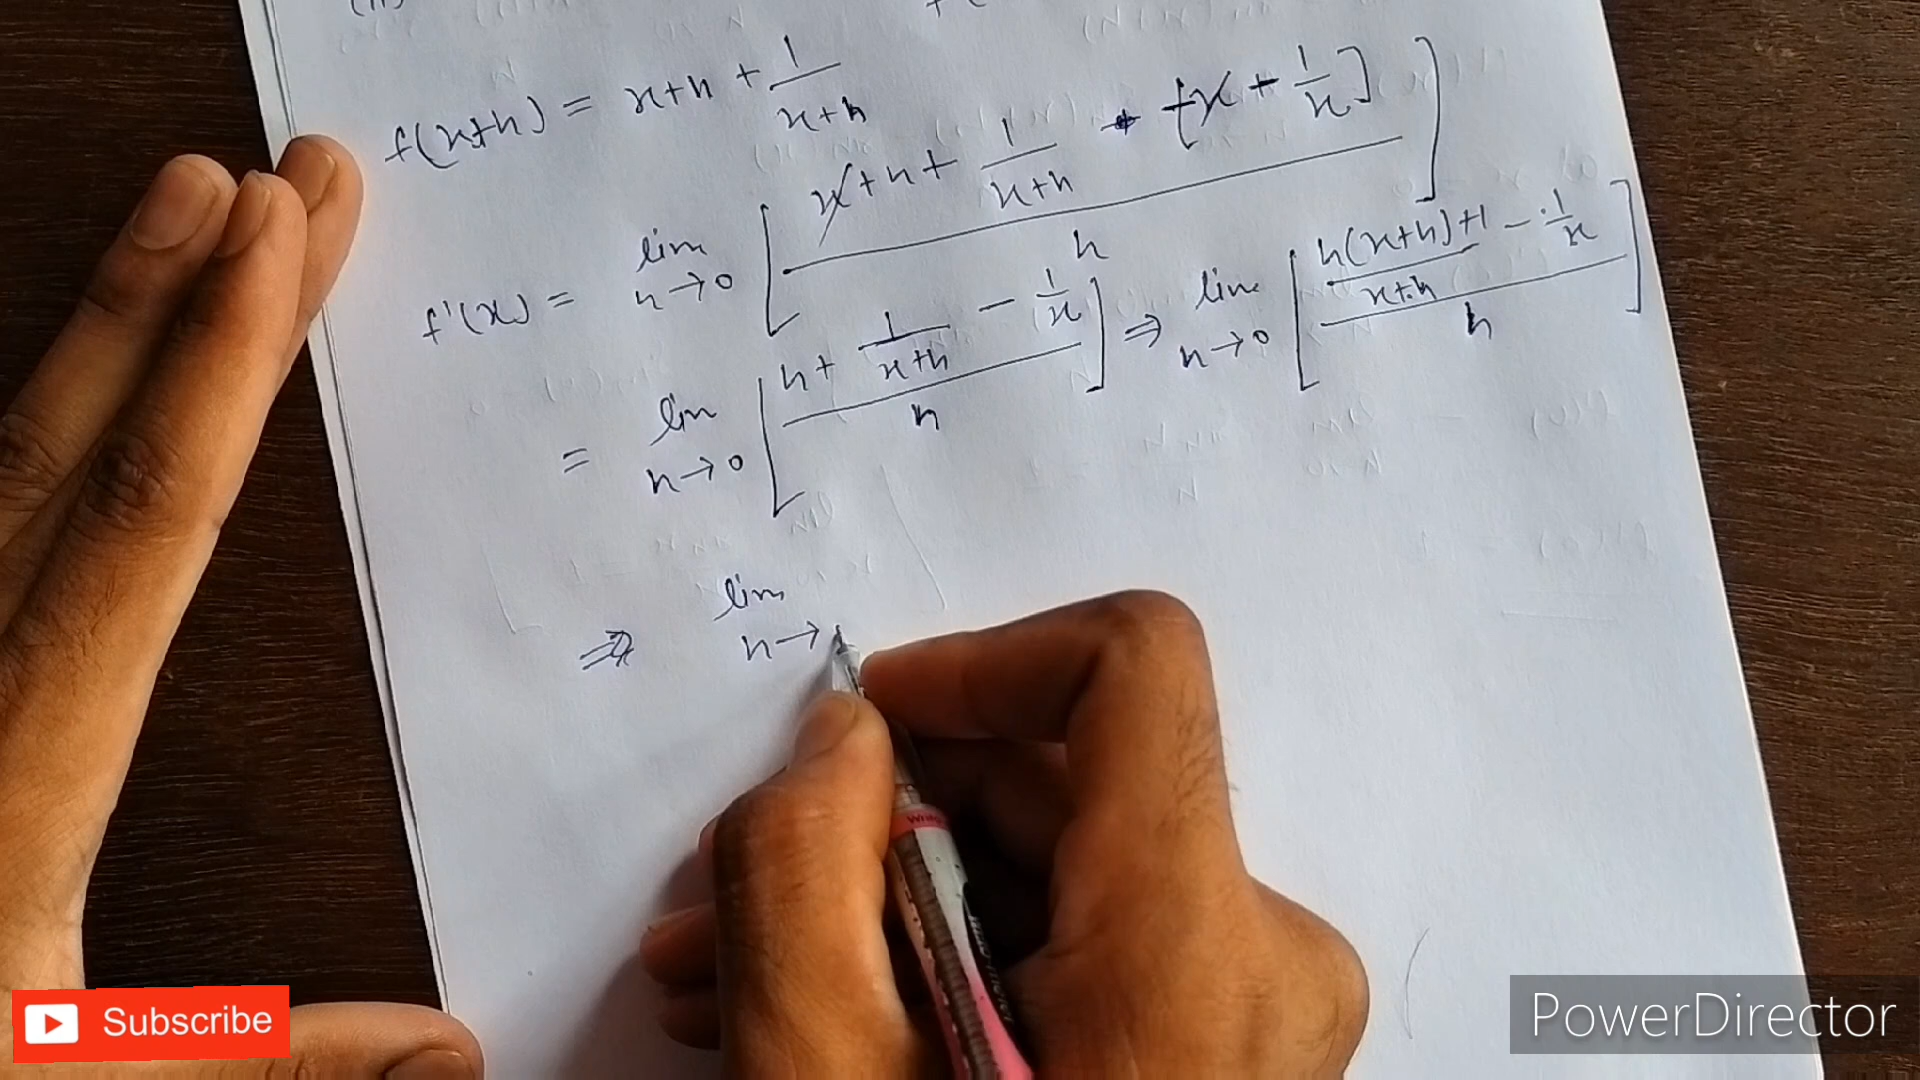 f(x+h) = x+h + 1/(x+h)
f'(x) = lim h→0 [ (x+h + 1/(x+h) - [x + 1/x]) / h ]
= lim h→0 [ (h + 1/(x+h) - 1/x) / h ] ⇒ lim h→0 [ ((h(x+h)+1)/(x+h) - 1/x) / h ]
⇒ lim h→
Subscribe
PowerDirector